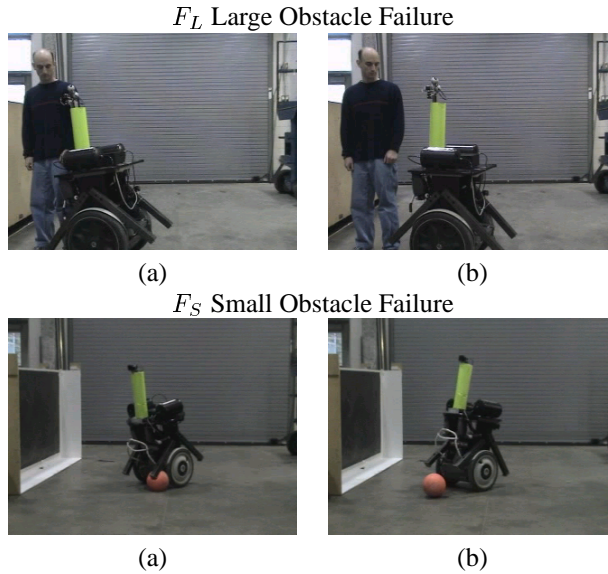 F_L Large Obstacle Failure
(a) (b)
F_S Small Obstacle Failure
(a) (b)